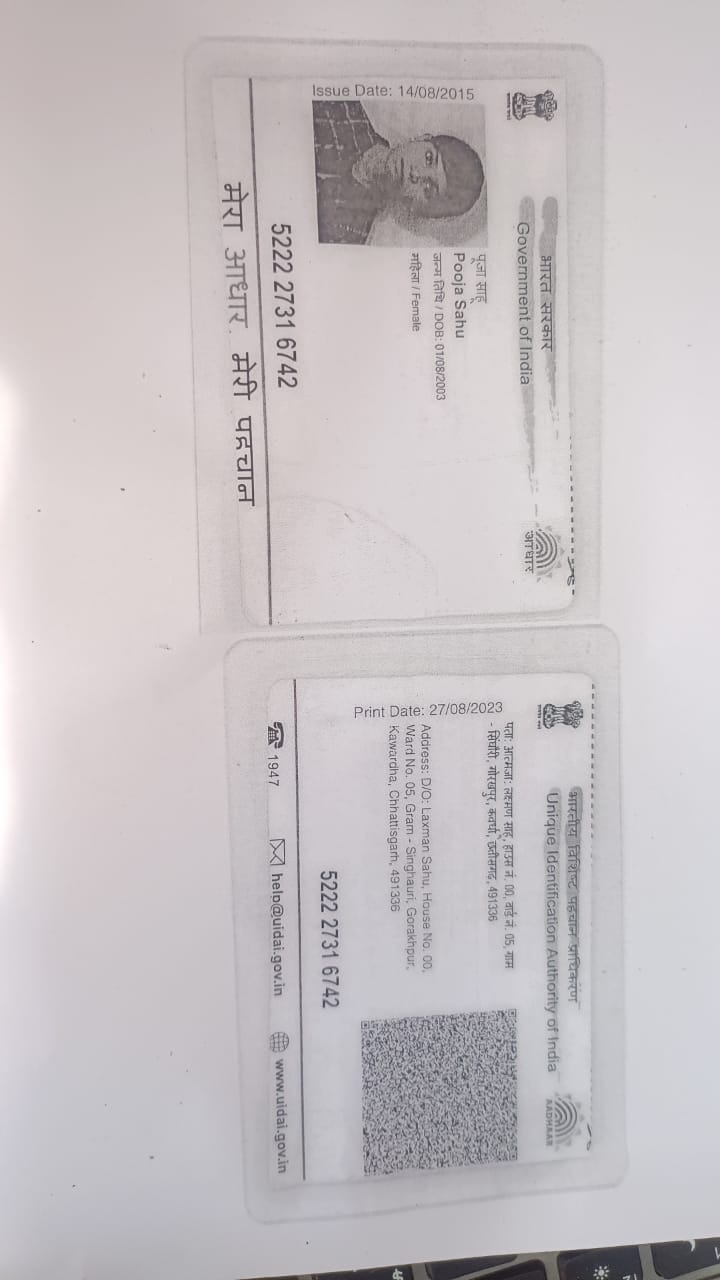 Issue Date: 14/08/2015
भारत सरकार
Government of India
आधार
पूजा साहू
Pooja Sahu
जन्म तिथि / DOB: 01/08/2003
महिला / Female
5222 2731 6742
मेरा आधार, मेरी पहचान
भारतीय विशिष्ट पहचान प्राधिकरण
Unique Identification Authority of India
AADHAAR
Print Date: 27/08/2023
पता: आत्मजा: लक्ष्मण साहू, हाउस नं. 00, वार्ड नं. 05, ग्राम
- सिंघौरी, गोरखपुर, कवर्धा, छत्तीसगढ़, 491336
Address: D/O: Laxman Sahu, House No. 00,
Ward No. 05, Gram - Singhauri, Gorakhpur,
Kawardha, Chhattisgarh, 491336
5222 2731 6742
1947
help@uidai.gov.in
www.uidai.gov.in